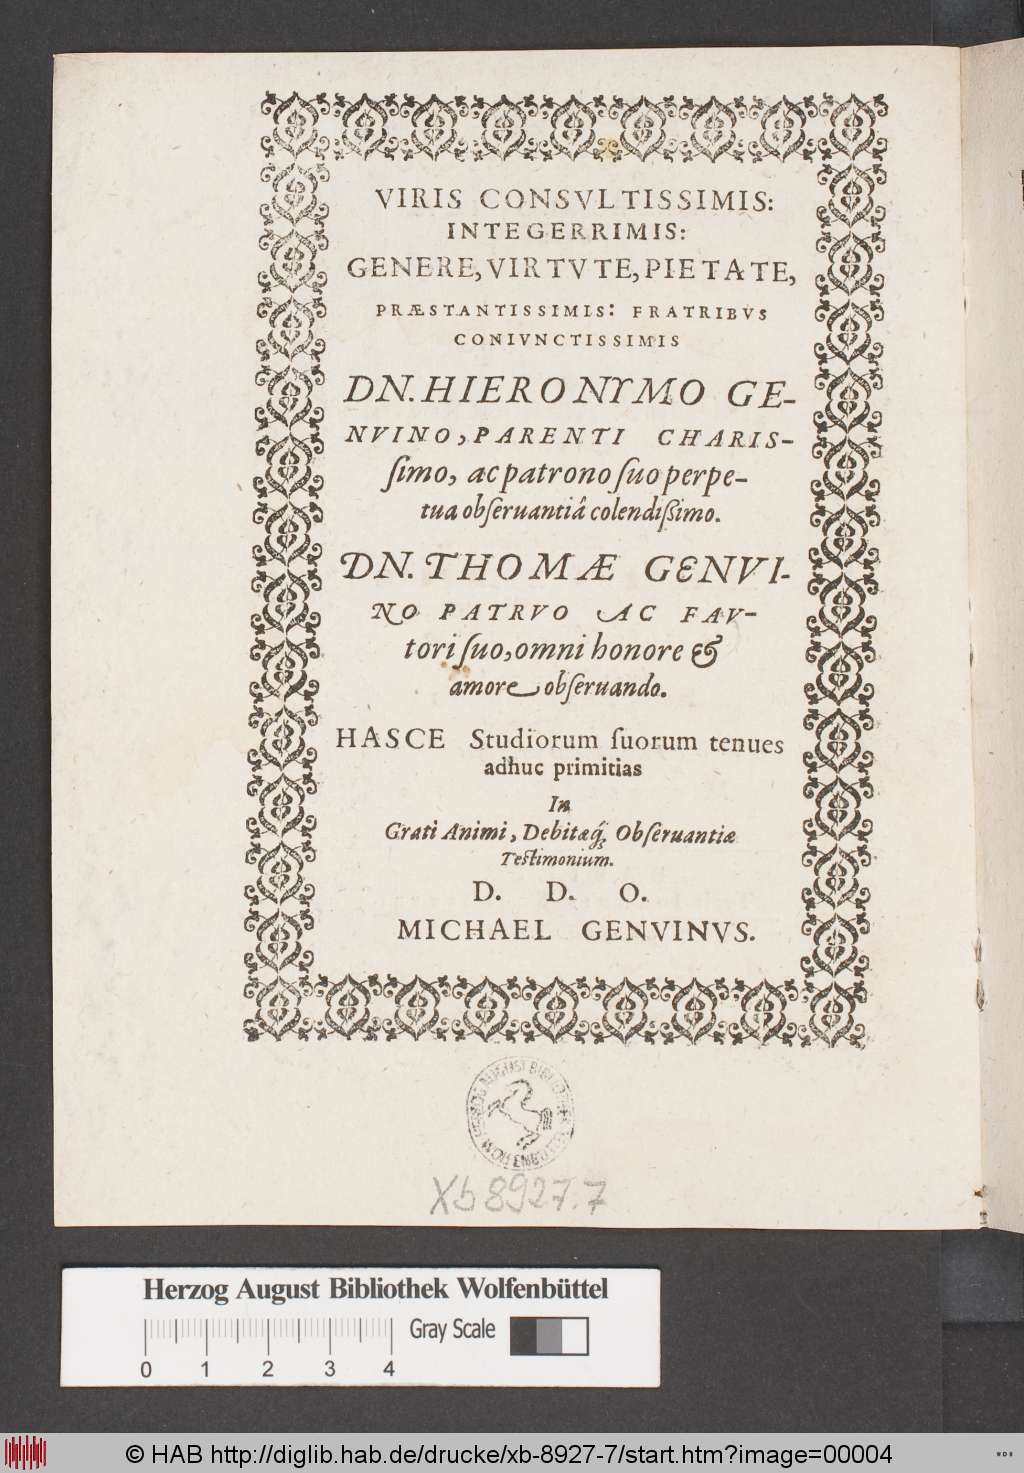 VIRIS CONSVLTISSIMIS:
INTEGERRIMIS:
GENERE, VIRTVTE, PIETATE,
PRÆSTANTISSIMIS: FRATRIBVS
CONIVNCTISSIMIS
DN. HIERONYMO GE-
NVINO, PARENTI CHARIS-
ſimo, ac patrono ſuo perpe-
tua obſeruantiâ colendiſſimo.
DN. THOMÆ GENVI-
NO PATRVO AC FAV-
tori ſuo, omni honore &
amore obſeruando.
HASCE Studiorum ſuorum tenues
adhuc primitias
In
Grati Animi, Debitæq́; Obſeruantiæ
Teſtimonium.
D. D. O.
MICHAEL GENVINVS.
Xb 8927.7
Herzog August Bibliothek Wolfenbüttel
Gray Scale
0 1 2 3 4
© HAB http://diglib.hab.de/drucke/xb-8927-7/start.htm?image=00004